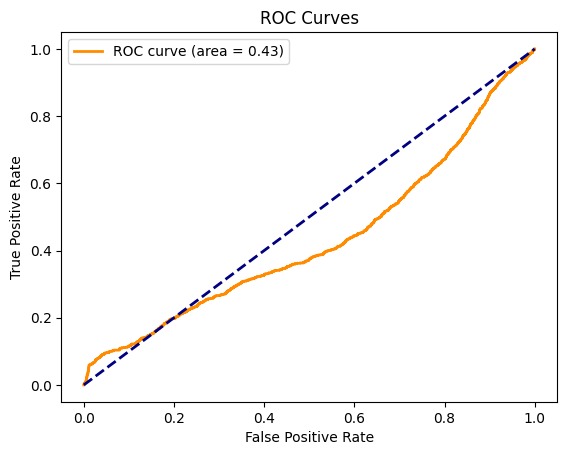 ROC Curves
ROC curve (area = 0.43)
True Positive Rate
1.0
0.8
0.6
0.4
0.2
0.0
0.0 0.2 0.4 0.6 0.8 1.0
False Positive Rate